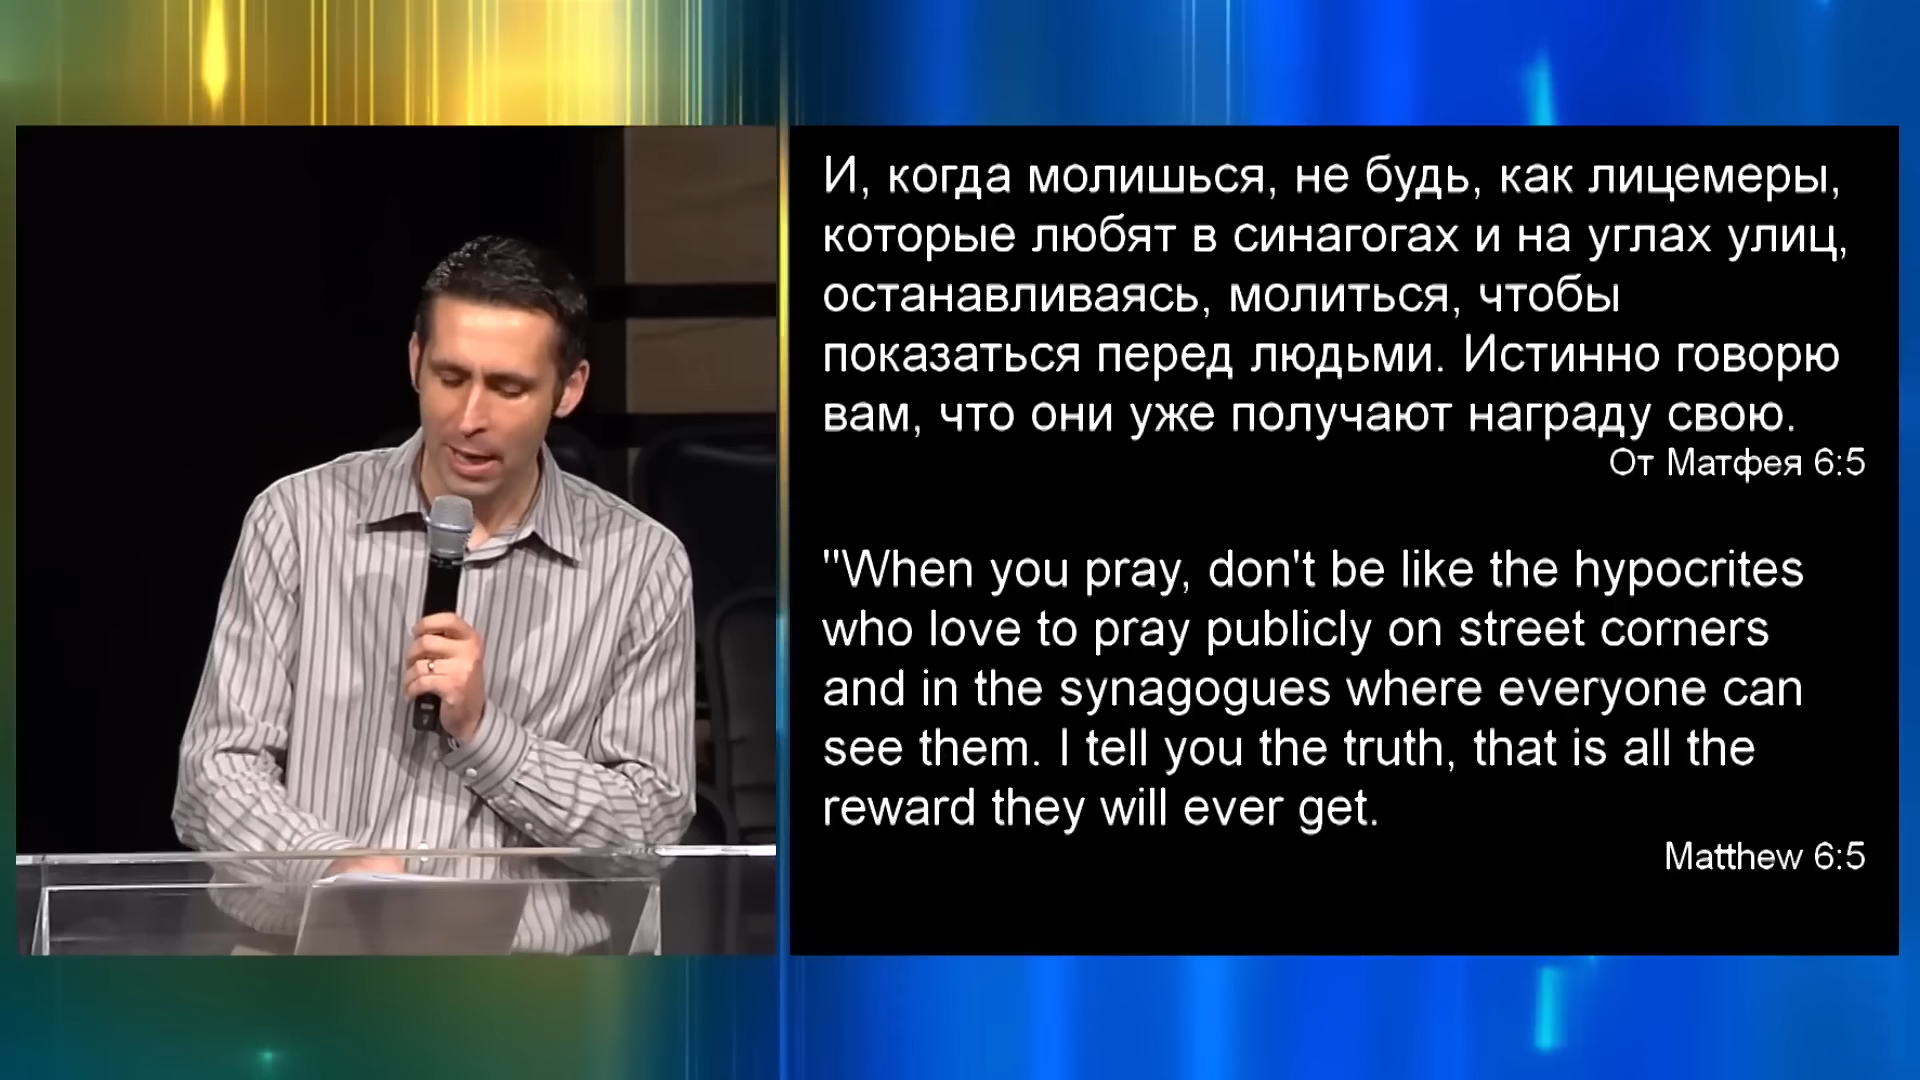 И, когда молишься, не будь, как лицемеры,
которые любят в синагогах и на углах улиц,
останавливаясь, молиться, чтобы
показаться перед людьми. Истинно говорю
вам, что они уже получают награду свою.
От Матфея 6:5
"When you pray, don't be like the hypocrites
who love to pray publicly on street corners
and in the synagogues where everyone can
see them. I tell you the truth, that is all the
reward they will ever get.
Matthew 6:5